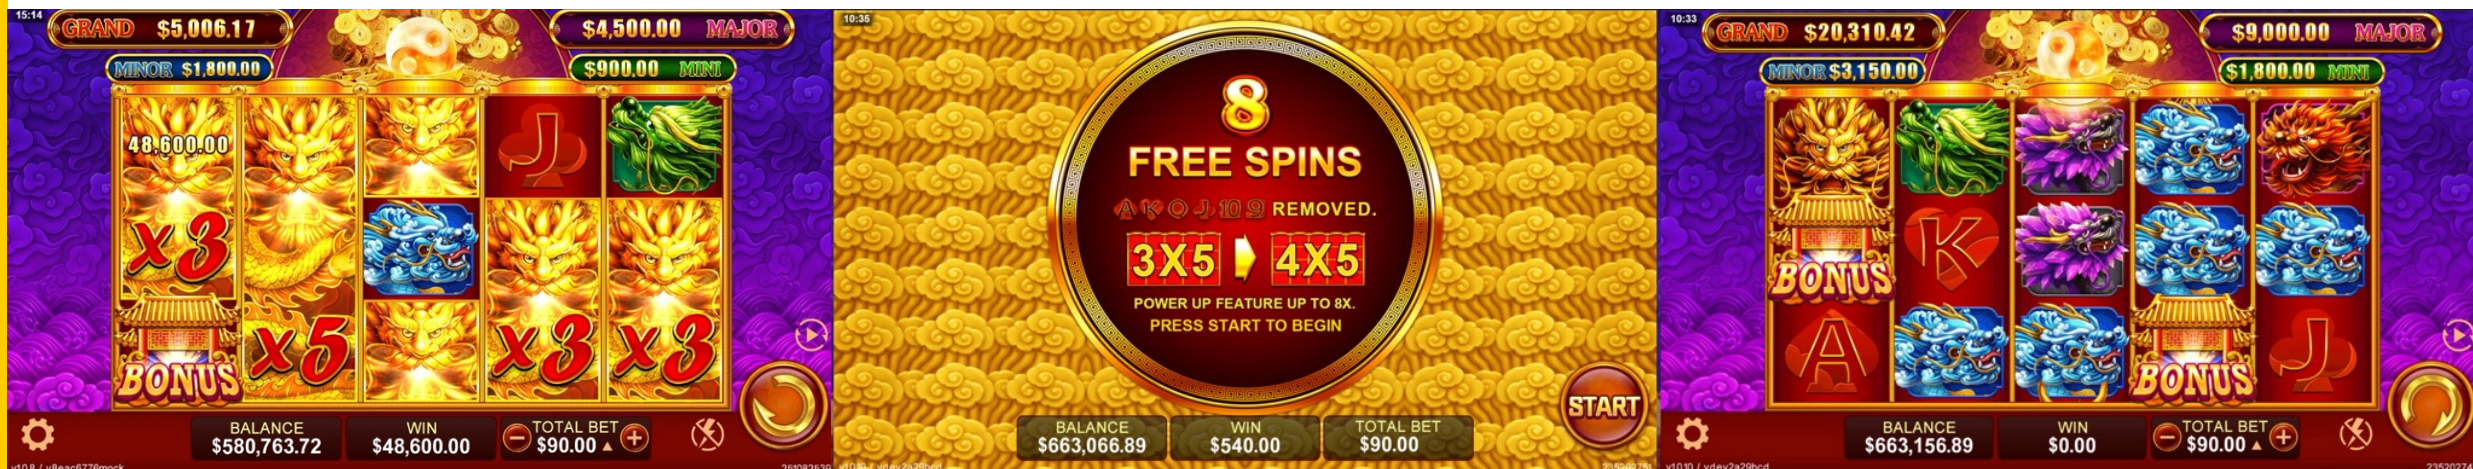 15:14
GRAND $5,006.17
$4,500.00 MAJOR
MINOR $1,800.00
$900.00 MINI
J
48,600.00
x3
BONUS
x5
x3
x3
BALANCE
$580,763.72
WIN
$48,600.00
TOTAL BET
$90.00
251082539
10:35
8
FREE SPINS
A K Q J 10 9 REMOVED.
3X5 4X5
POWER UP FEATURE UP TO 8X.
PRESS START TO BEGIN
START
BALANCE
$663,066.89
WIN
$540.00
TOTAL BET
$90.00
10:33
GRAND $20,310.42
$9,000.00 MAJOR
MINOR $3,150.00
$1,800.00 MINI
BONUS
K
A
BONUS
J
BALANCE
$663,156.89
WIN
$0.00
TOTAL BET
$90.00